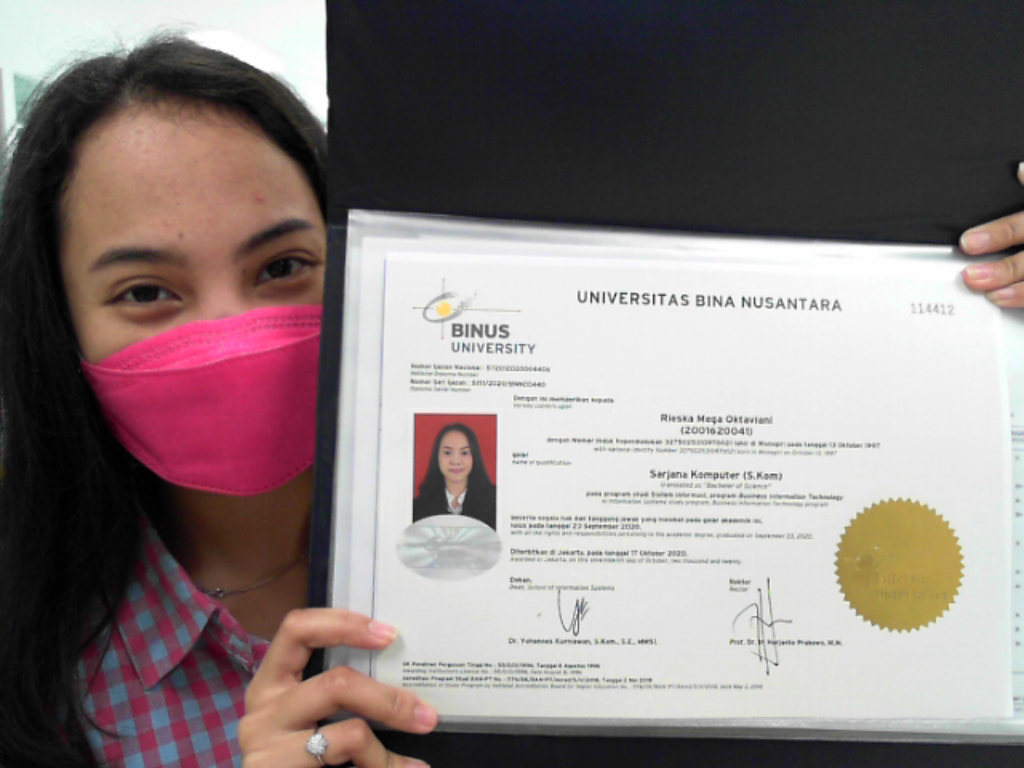 UNIVERSITAS BINA NUSANTARA
114412
BINUS
UNIVERSITY
Nomor Ijazah Nasional :
National Diploma Number
Nomor Seri Ijazah :
Diploma Serial Number
Dengan ini memberikan kepada
Rieska Mega Oktaviani
(2001620041)
dengan Nomor Induk Kependudukan lahir di Wonogiri pada tanggal 13 Oktober 1997
with national identity number born in Wonogiri on October 13, 1997
gelar
name of qualification
Sarjana Komputer (S.Kom)
translated as "Bachelor of Science"
pada program studi Sistem Informasi, program Business Information Technology
in Information Systems study program, Business Information Technology program
beserta segala hak dan tanggung jawab yang melekat pada gelar akademik ini,
lulus pada tanggal 23 September 2020.
with all the rights and responsibilities pertaining to the academic degree, graduated on September 23, 2020.
Diterbitkan di Jakarta, pada tanggal 17 Oktober 2020.
Awarded in Jakarta, on this seventeenth day of October, two thousand and twenty.
Dekan,
Dean, School of Information Systems
Rektor
Rector
Dr. Yohannes Kurniawan, S.Kom., S.E., MMSI.
Prof. Dr. Ir. Harjanto Prabowo, M.M.